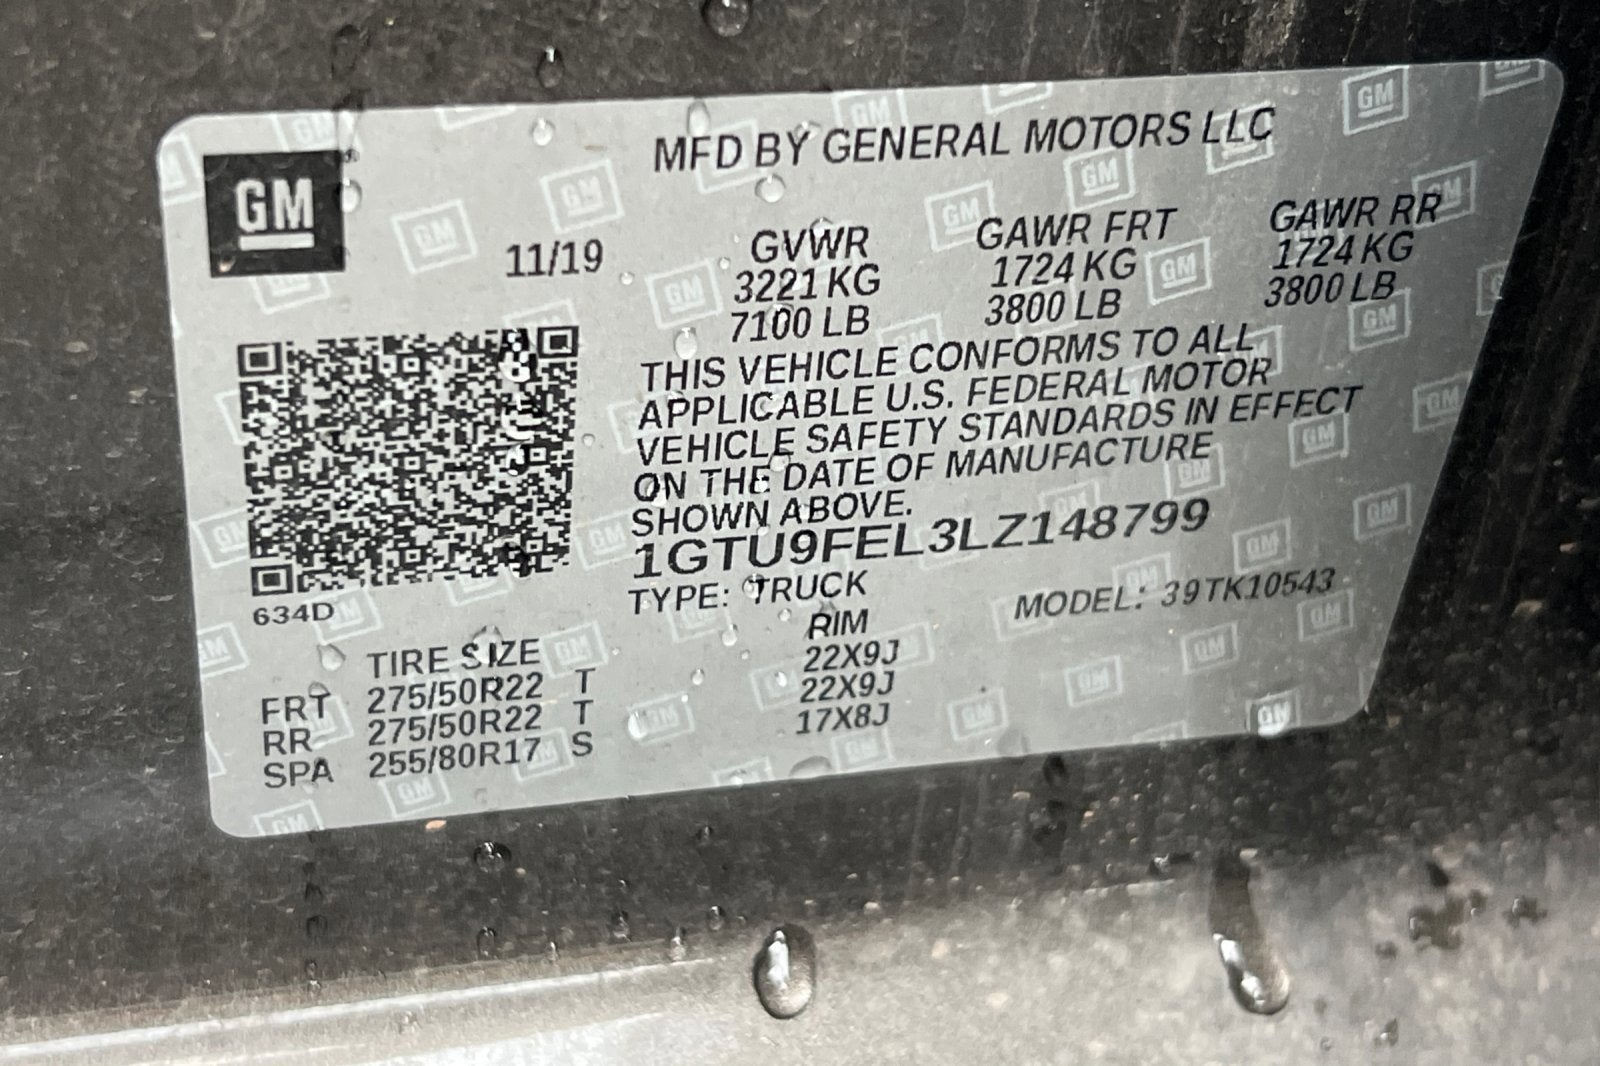 GM
MFD BY GENERAL MOTORS LLC
11/19
GVWR GAWR FRT GAWR RR
3221 KG 1724 KG 1724 KG
7100 LB 3800 LB 3800 LB
THIS VEHICLE CONFORMS TO ALL
APPLICABLE U.S. FEDERAL MOTOR
VEHICLE SAFETY STANDARDS IN EFFECT
ON THE DATE OF MANUFACTURE
SHOWN ABOVE.
1GTU9FEL3LZ148799
TYPE: TRUCK MODEL: 39TK10543
634D
TIRE SIZE RIM
FRT 275/50R22 T 22X9J
RR 275/50R22 T 22X9J
SPA 255/80R17 S 17X8J